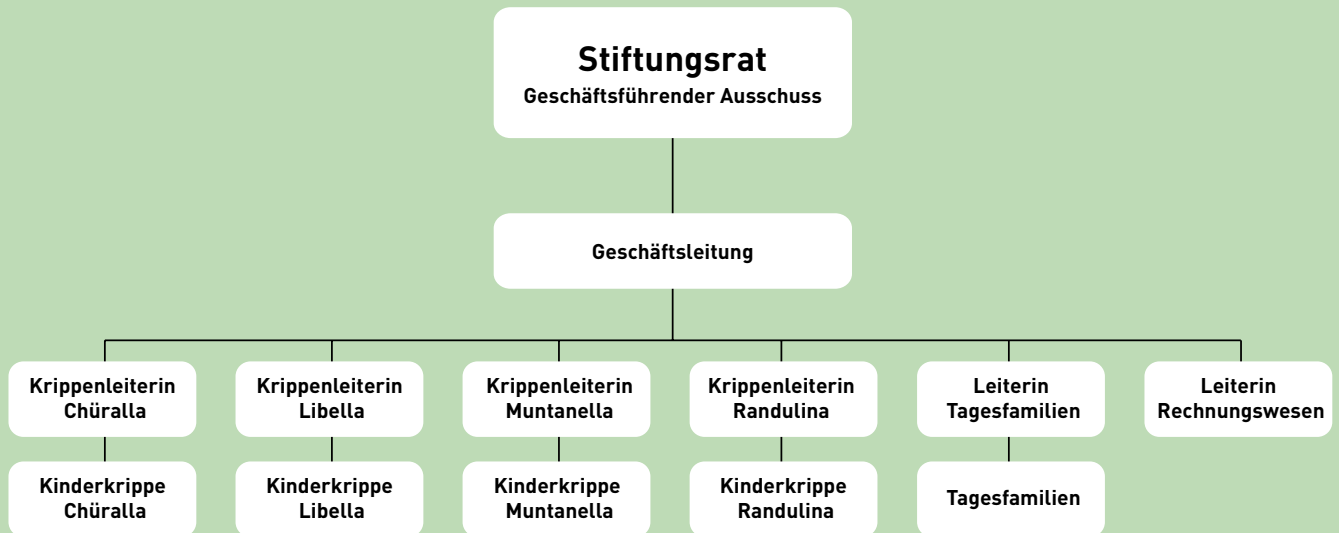 Stiftungsrat
Geschäftsführender Ausschuss
Geschäftsleitung
Krippenleiterin
Chüralla
Krippenleiterin
Libella
Krippenleiterin
Muntanella
Krippenleiterin
Randulina
Leiterin
Tagesfamilien
Leiterin
Rechnungswesen
Kinderkrippe
Chüralla
Kinderkrippe
Libella
Kinderkrippe
Muntanella
Kinderkrippe
Randulina
Tagesfamilien